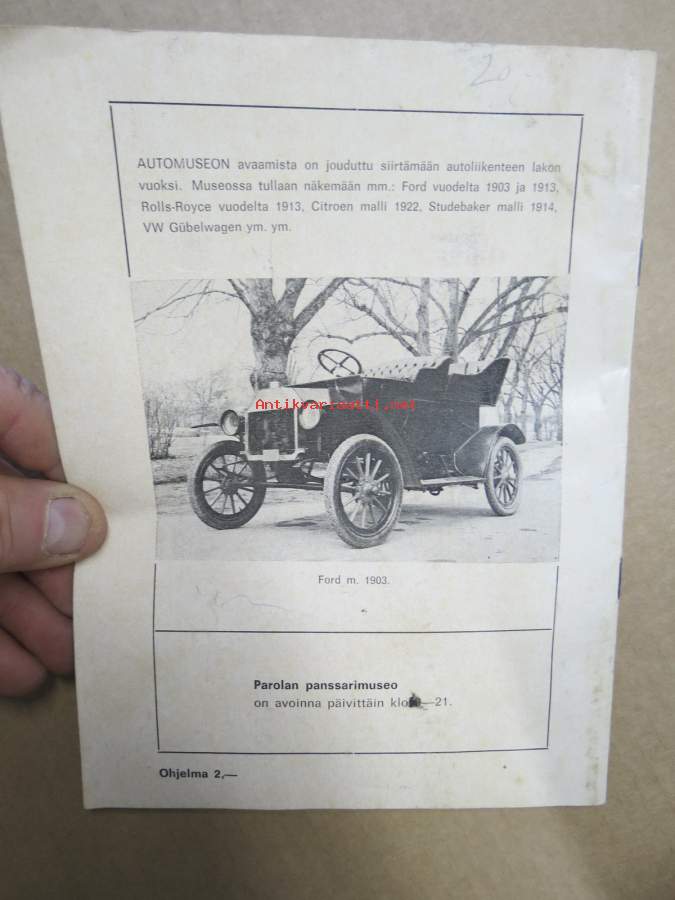 20
AUTOMUSEON avaamista on jouduttu siirtämään autoliikenteen lakon
vuoksi. Museossa tullaan näkemään mm.: Ford vuodelta 1903 ja 1913,
Rolls-Royce vuodelta 1913, Citroen malli 1922, Studebaker malli 1914,
VW Gübelwagen ym. ym.
Antikvariaatti.net
Ford m. 1903.
Parolan panssarimuseo
on avoinna päivittäin klo —21.
Ohjelma 2,—